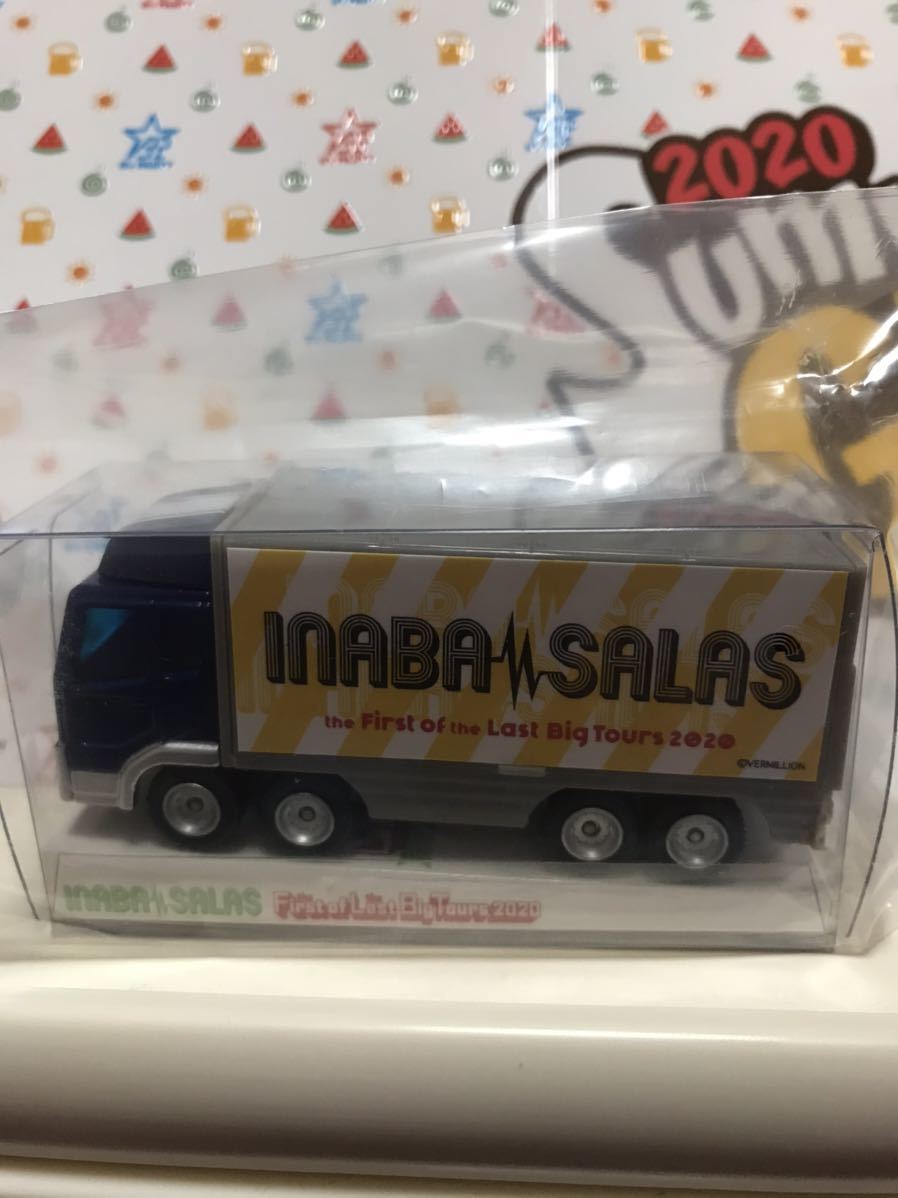 2020
INABA SALAS
the First of the Last Big Tours 2020
©VERMILLION
INABA SALAS First of Last Big Tours 2020